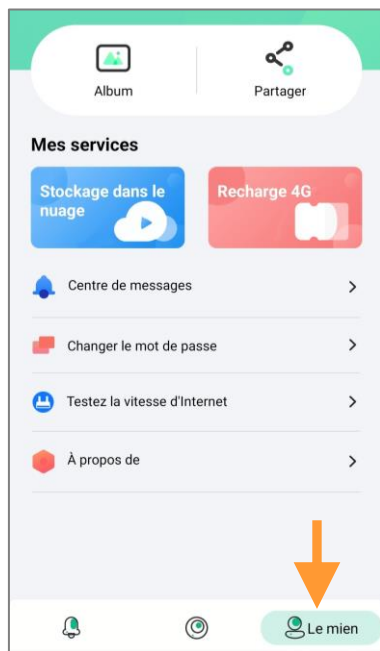 Album
Partager
Mes services
Stockage dans le
nuage
Recharge 4G
Centre de messages
Changer le mot de passe
Testez la vitesse d'Internet
À propos de
Le mien